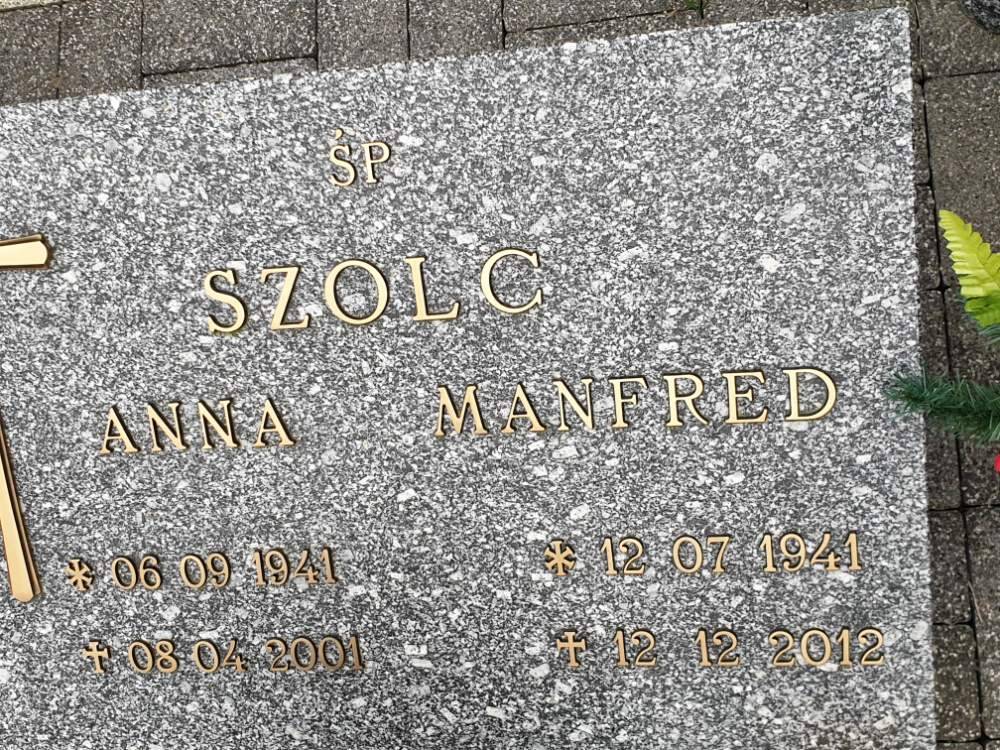 ŚP
SZOLC
ANNA MANFRED
* 06 09 1941 * 12 07 1941
✝ 08 04 2001 ✝ 12 12 2012